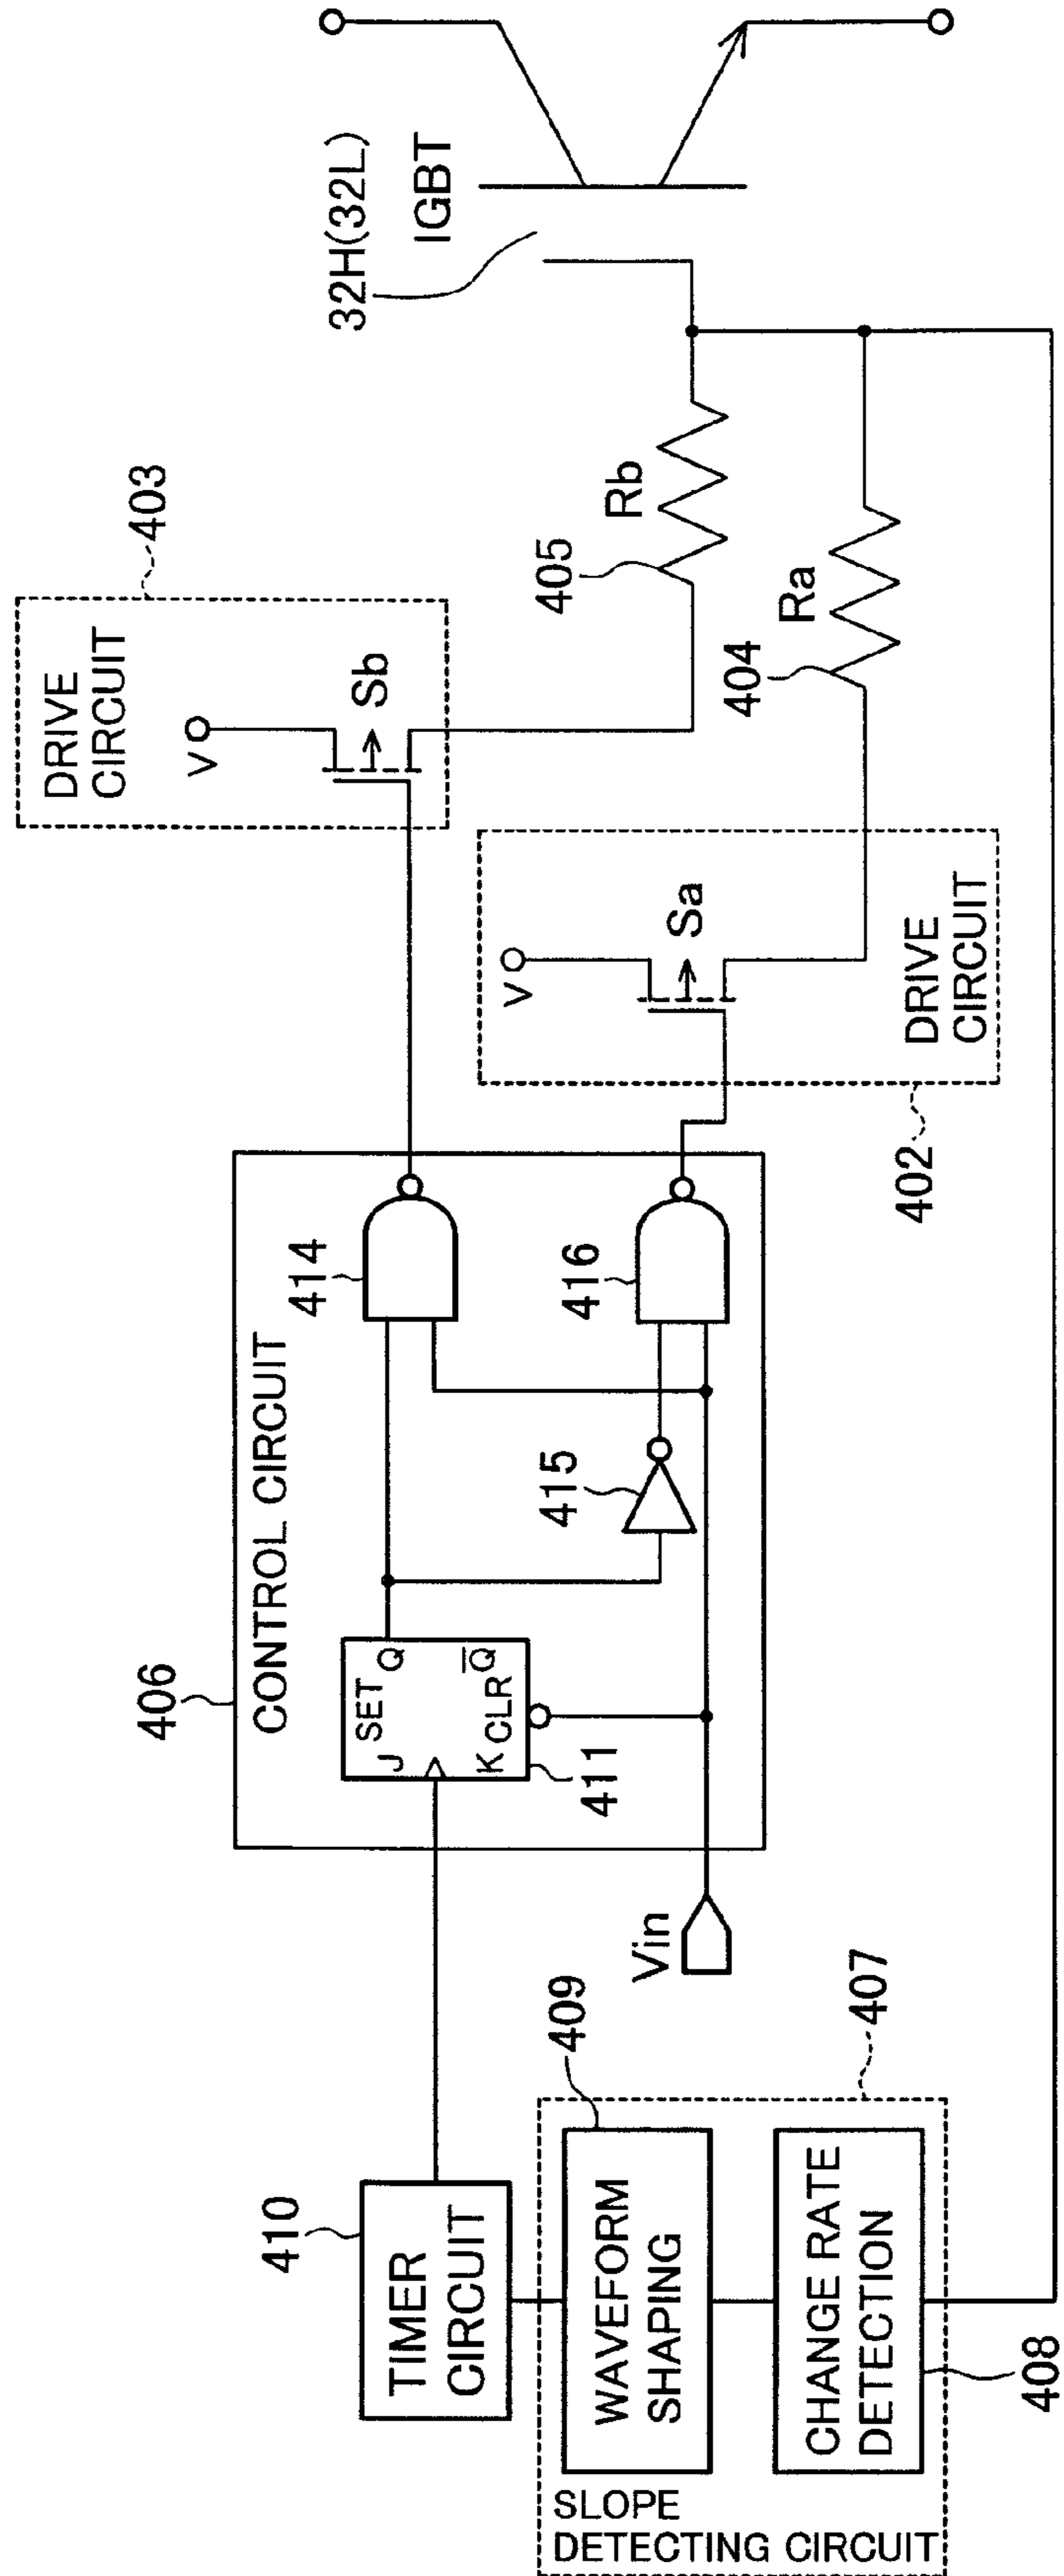 410
TIMER
CIRCUIT
409
WAVEFORM
SHAPING
CHANGE RATE
DETECTION
408
SLOPE
DETECTING CIRCUIT
407
Vin
406
CONTROL CIRCUIT
J
SET
Q
K
CLR
Q̅
411
414
415
416
403
DRIVE
CIRCUIT
V
Sb
V
Sa
DRIVE
CIRCUIT
402
405
Rb
404
Ra
32H(32L)
IGBT